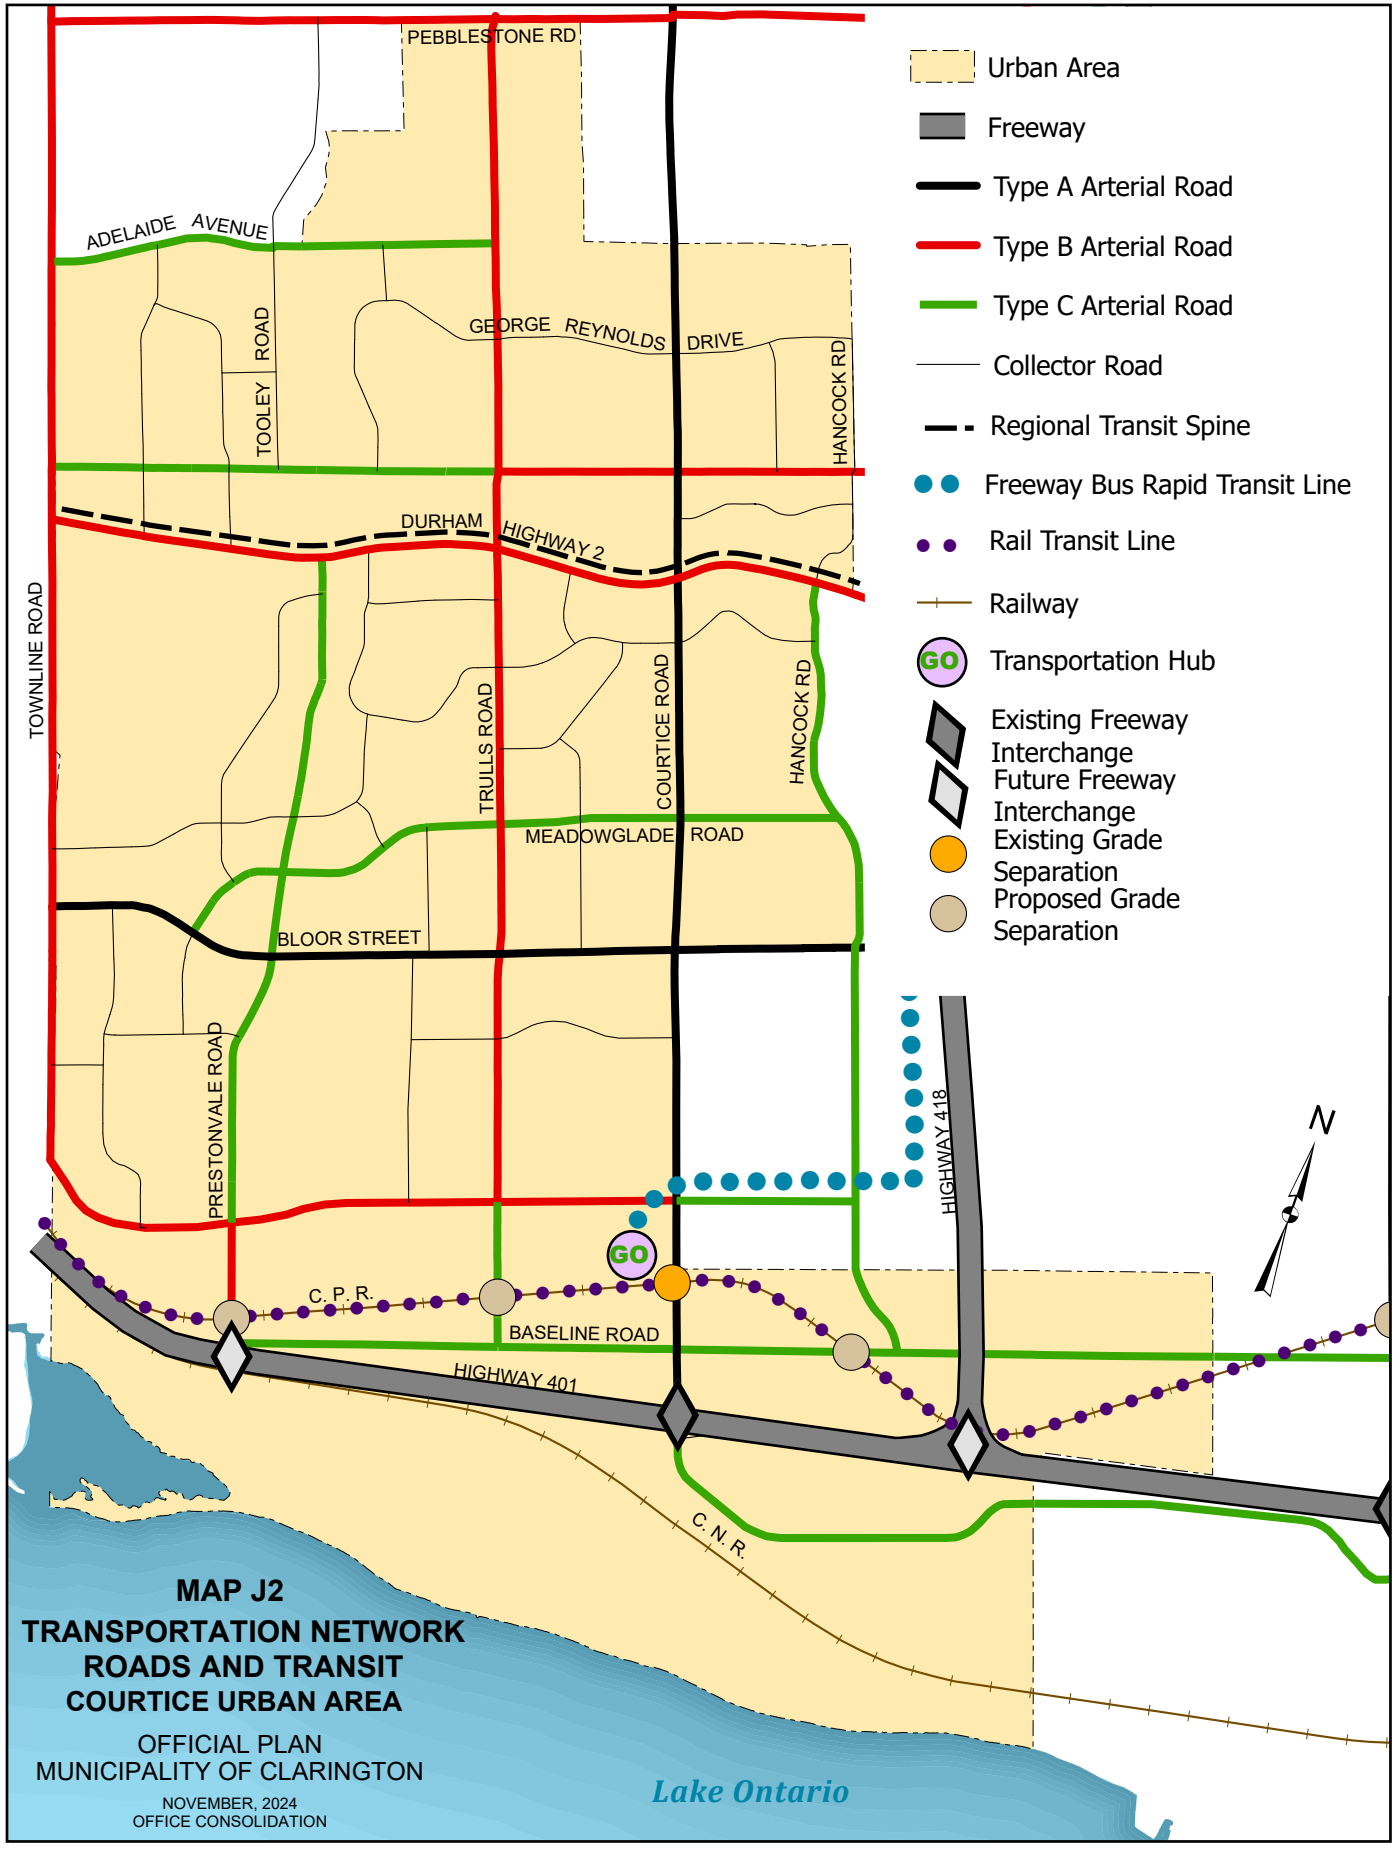 PEBBLESTONE RD
ADELAIDE AVENUE
TOOLEY ROAD
GEORGE REYNOLDS DRIVE
HANCOCK RD
DURHAM HIGHWAY 2
TOWNLINE ROAD
TRULLS ROAD
COURTICE ROAD
HANCOCK RD
MEADOWGLADE ROAD
BLOOR STREET
PRESTONVALE ROAD
HIGHWAY 418
GO
C. P. R.
BASELINE ROAD
HIGHWAY 401
C. N. R.
Urban Area
Freeway
Type A Arterial Road
Type B Arterial Road
Type C Arterial Road
Collector Road
Regional Transit Spine
Freeway Bus Rapid Transit Line
Rail Transit Line
Railway
GO
Transportation Hub
Existing Freeway
Interchange
Future Freeway
Interchange
Existing Grade
Separation
Proposed Grade
Separation
N
MAP J2
TRANSPORTATION NETWORK
ROADS AND TRANSIT
COURTICE URBAN AREA
OFFICIAL PLAN
MUNICIPALITY OF CLARINGTON
NOVEMBER, 2024
OFFICE CONSOLIDATION
Lake Ontario